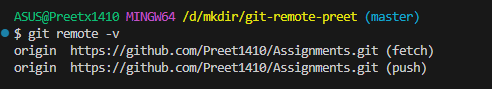 ASUS@Preetx1410 MINGW64 /d/mkdir/git-remote-preet (master)
$ git remote -v
origin  https://github.com/Preet1410/Assignments.git (fetch)
origin  https://github.com/Preet1410/Assignments.git (push)